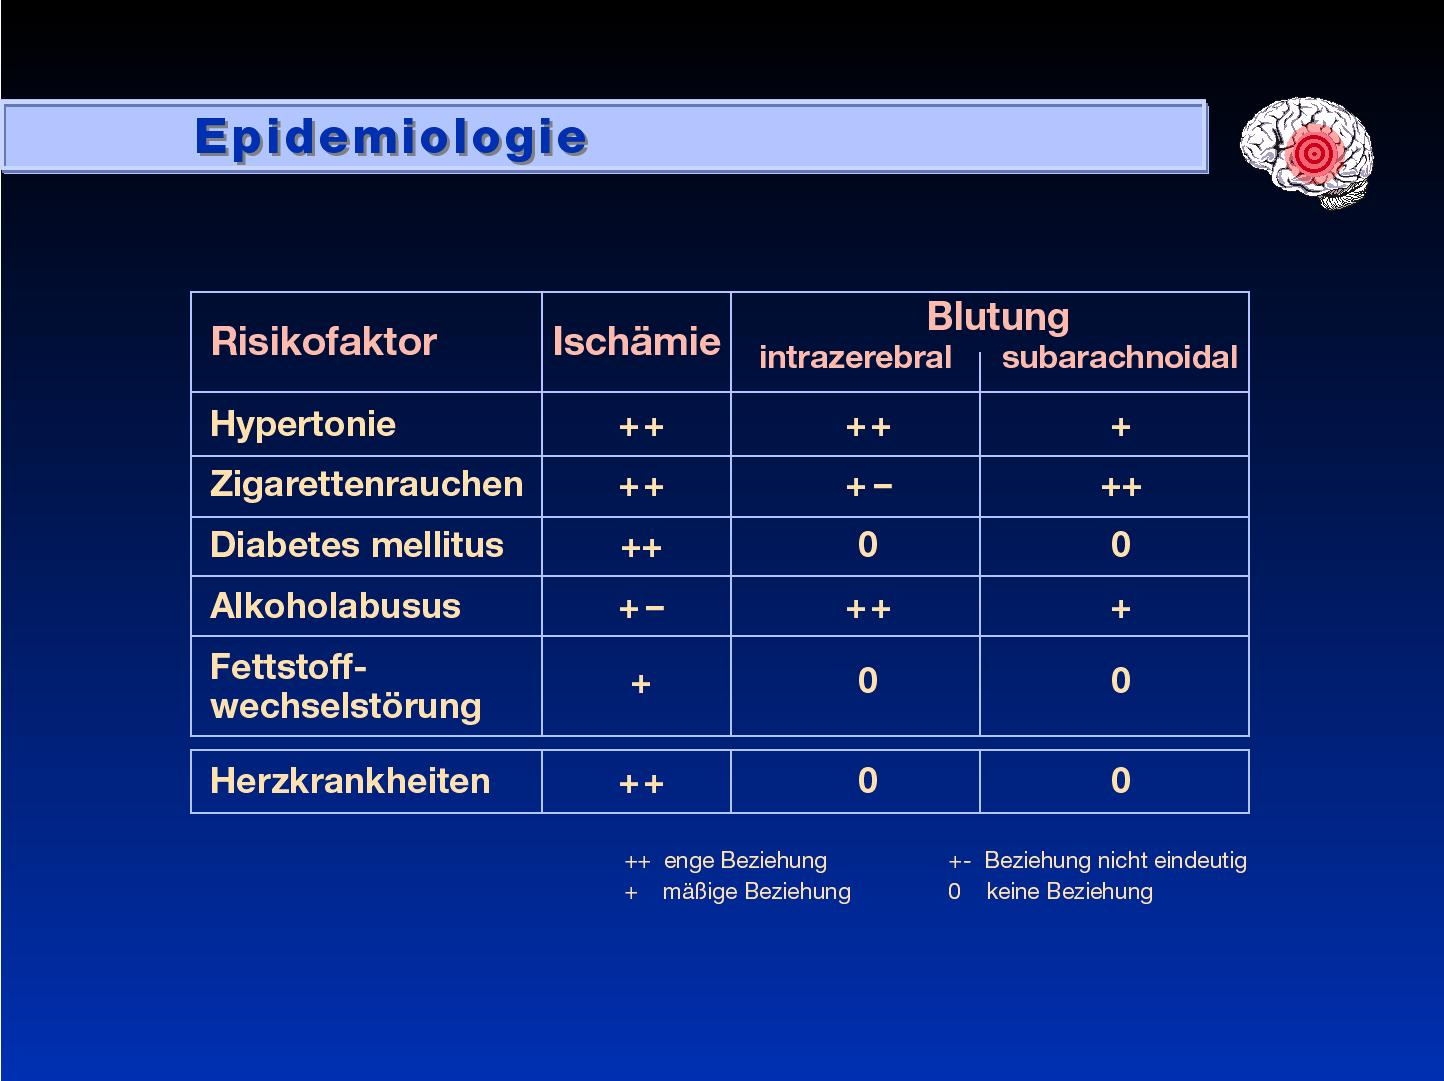 Epidemiologie
Risikofaktor Ischämie Blutung
intrazerebral subarachnoidal
Hypertonie ++ ++ +
Zigarettenrauchen ++ +– ++
Diabetes mellitus ++ 0 0
Alkoholabusus +– ++ +
Fettstoff-
wechselstörung + 0 0
Herzkrankheiten ++ 0 0
++ enge Beziehung +- Beziehung nicht eindeutig
+ mäßige Beziehung 0 keine Beziehung